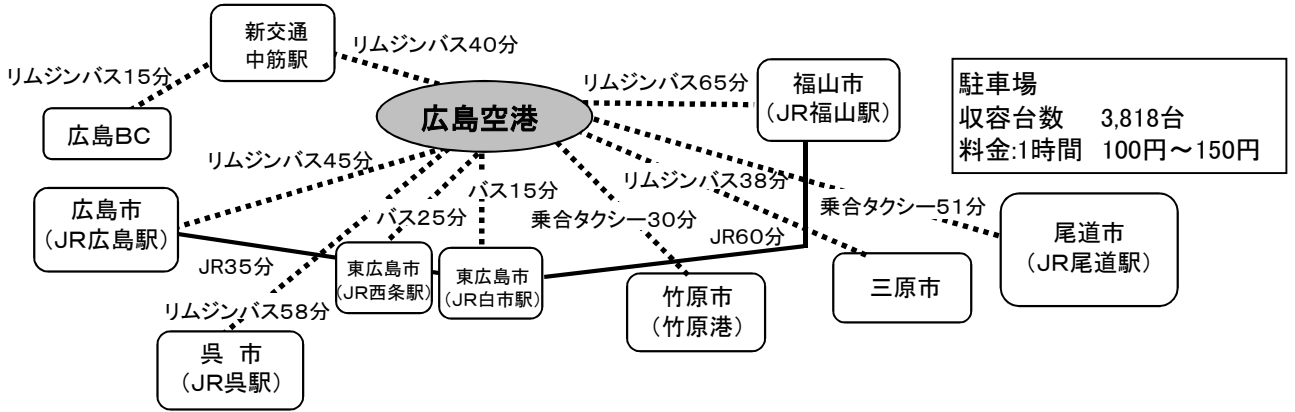 新交通
中筋駅
リムジンバス40分
リムジンバス15分
広島BC
広島空港
リムジンバス65分
福山市
(JR福山駅)
駐車場
収容台数 3,818台
料金:1時間 100円～150円
リムジンバス45分
広島市
(JR広島駅)
バス15分
バス25分
リムジンバス38分
乗合タクシー30分
乗合タクシー51分
JR60分
尾道市
(JR尾道駅)
JR35分
東広島市
(JR西条駅)
東広島市
(JR白市駅)
竹原市
(竹原港)
三原市
リムジンバス58分
呉 市
(JR呉駅)